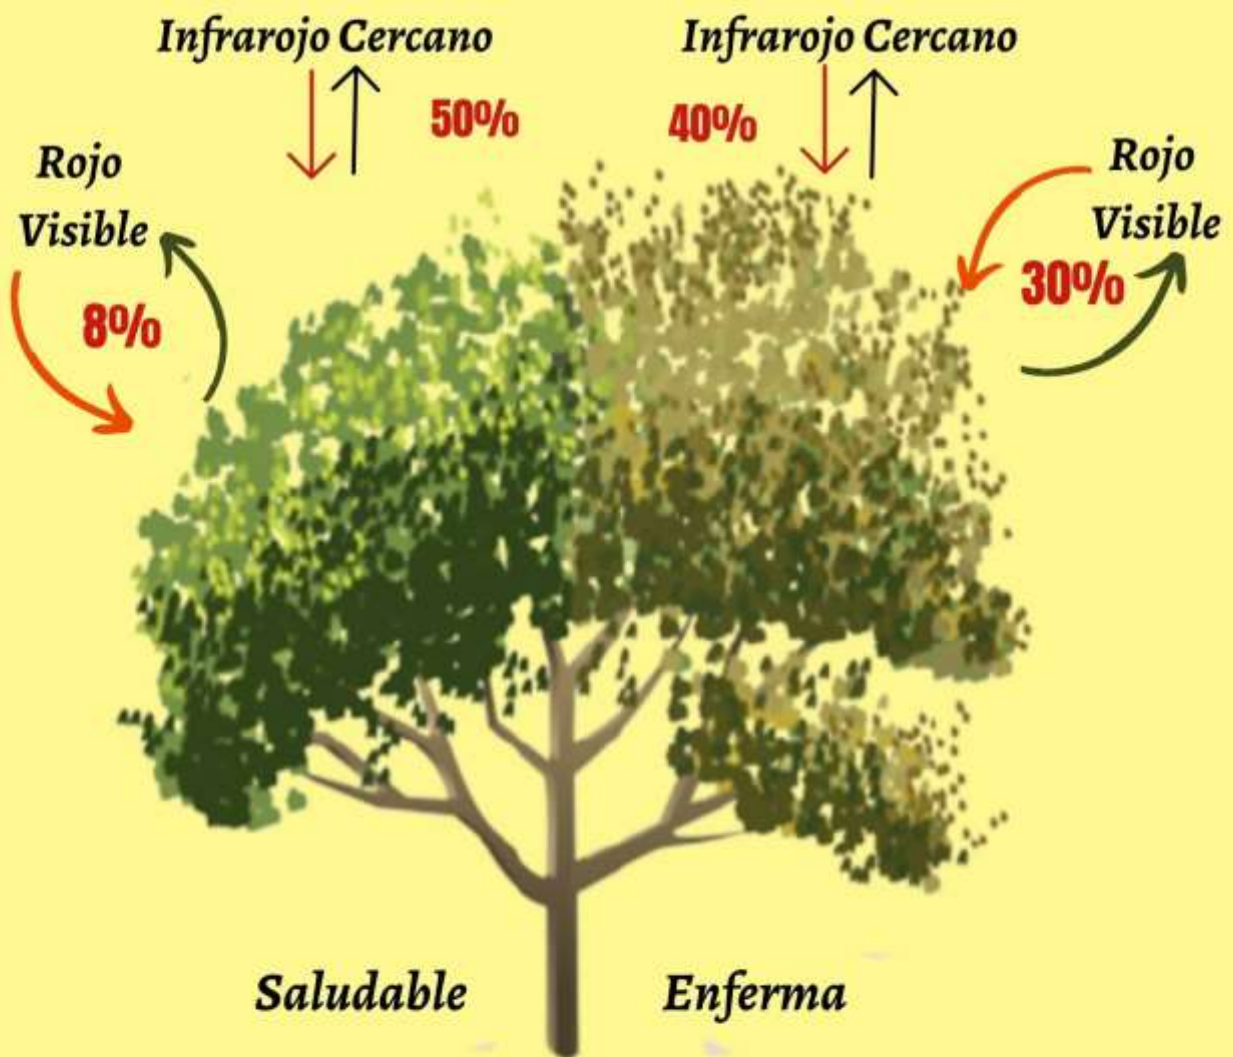 Infrarojo Cercano
50%
Rojo
Visible
8%
Infrarojo Cercano
40%
Rojo
Visible
30%
Saludable
Enferma